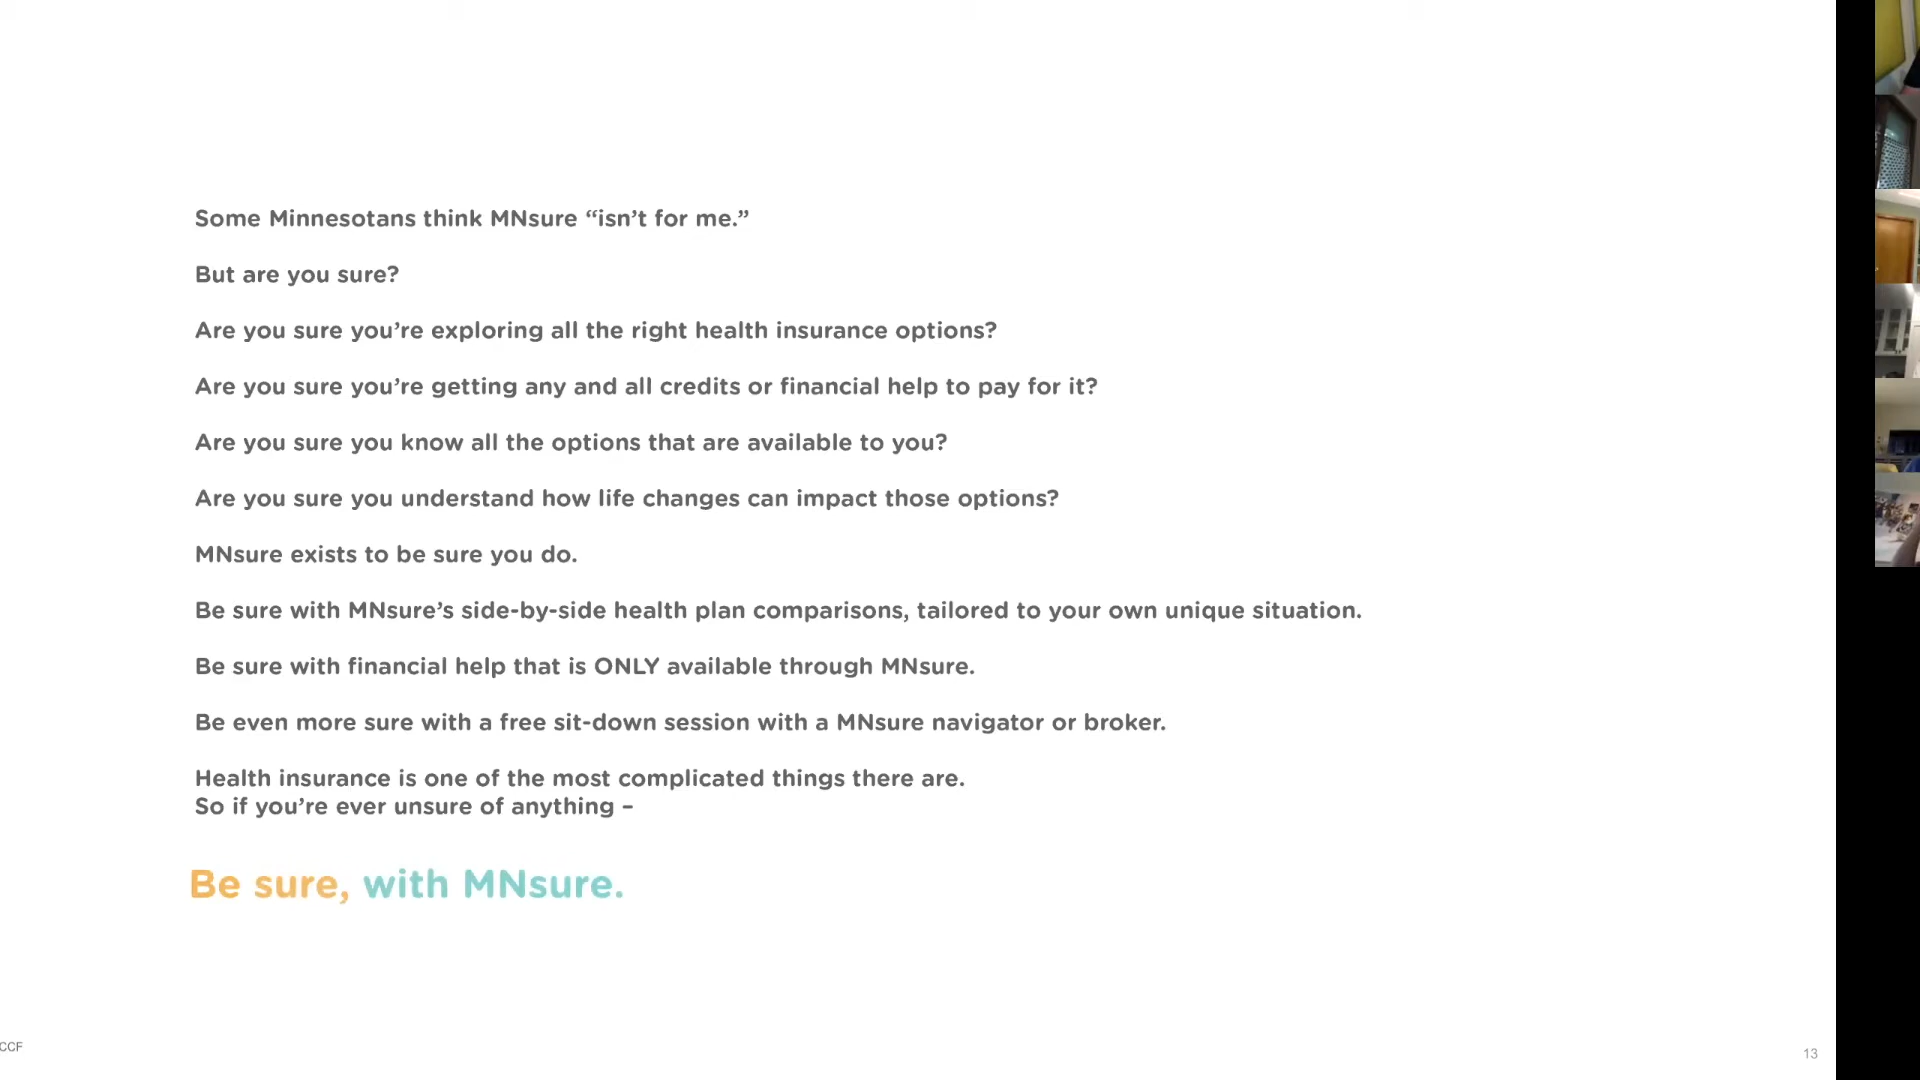 Some Minnesotans think MNsure “isn’t for me.”
But are you sure?
Are you sure you’re exploring all the right health insurance options?
Are you sure you’re getting any and all credits or financial help to pay for it?
Are you sure you know all the options that are available to you?
Are you sure you understand how life changes can impact those options?
MNsure exists to be sure you do.
Be sure with MNsure’s side-by-side health plan comparisons, tailored to your own unique situation.
Be sure with financial help that is ONLY available through MNsure.
Be even more sure with a free sit-down session with a MNsure navigator or broker.
Health insurance is one of the most complicated things there are.
So if you’re ever unsure of anything –
Be sure, with MNsure.
CCF
13